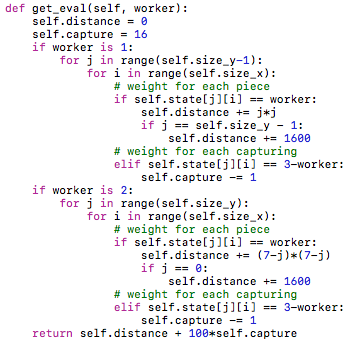 def get_eval(self, worker):
    self.distance = 0
    self.capture = 16
    if worker is 1:
        for j in range(self.size_y-1):
            for i in range(self.size_x):
                # weight for each piece
                if self.state[j][i] == worker:
                    self.distance += j*j
                    if j == self.size_y - 1:
                        self.distance += 1600
                # weight for each capturing
                elif self.state[j][i] == 3-worker:
                    self.capture -= 1
    if worker is 2:
        for j in range(self.size_y):
            for i in range(self.size_x):
                # weight for each piece
                if self.state[j][i] == worker:
                    self.distance += (7-j)*(7-j)
                    if j == 0:
                        self.distance += 1600
                # weight for each capturing
                elif self.state[j][i] == 3-worker:
                    self.capture -= 1
    return self.distance + 100*self.capture